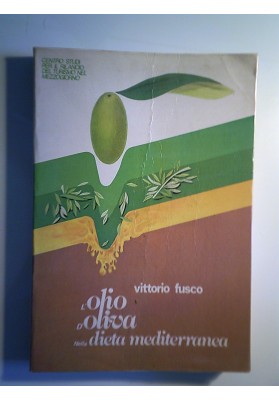 CENTRO STUDI
PER IL RILANCIO
DEL TURISMO NEL
MEZZOGIORNO
vittorio fusco
l'olio
d'oliva
nella dieta mediterranea